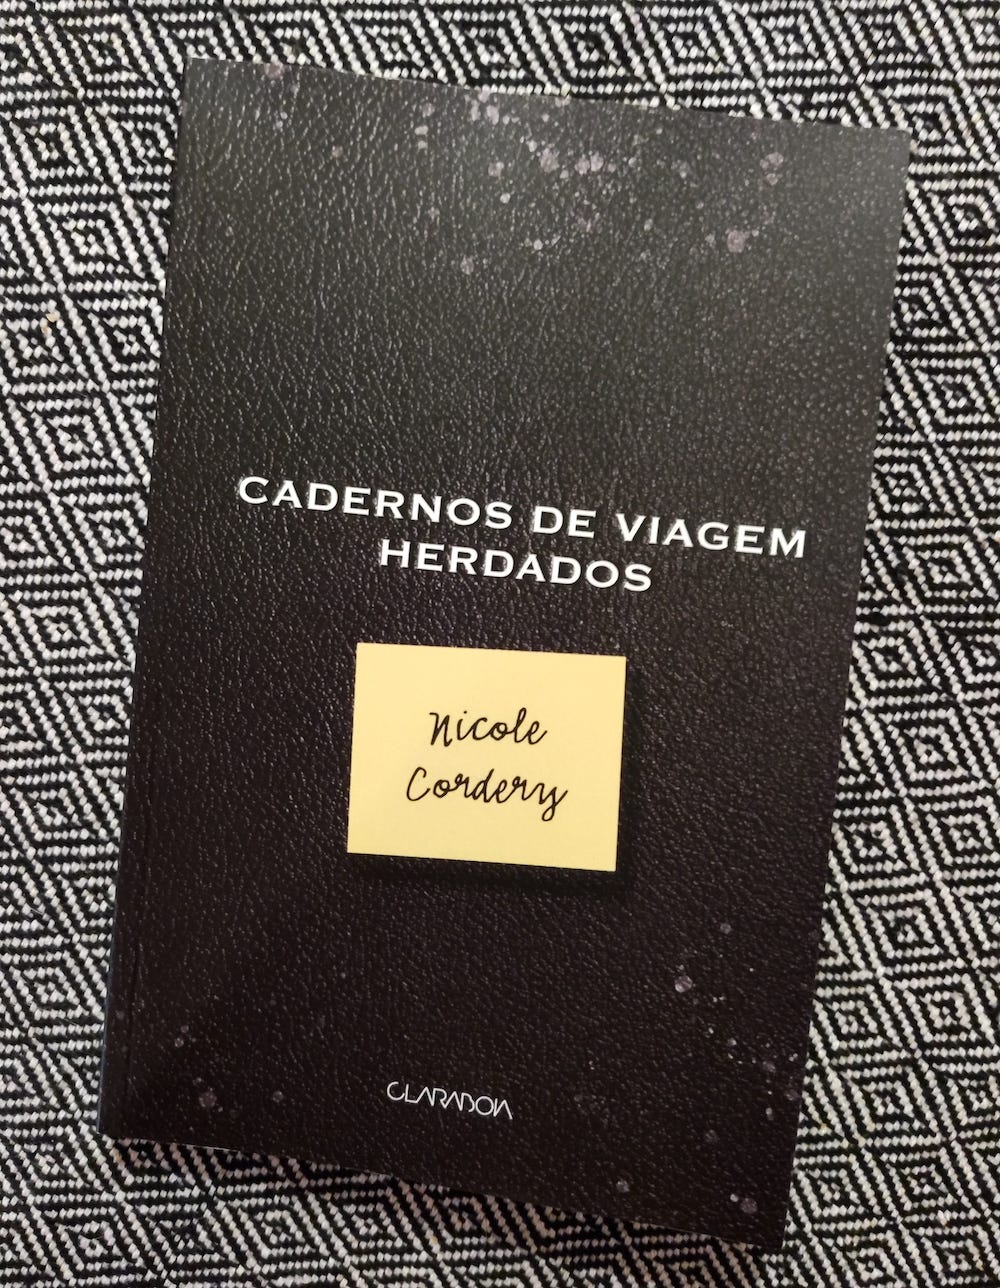 CADERNOS DE VIAGEM
HERDADOS
Nicole
Cordery
CLARABOIA